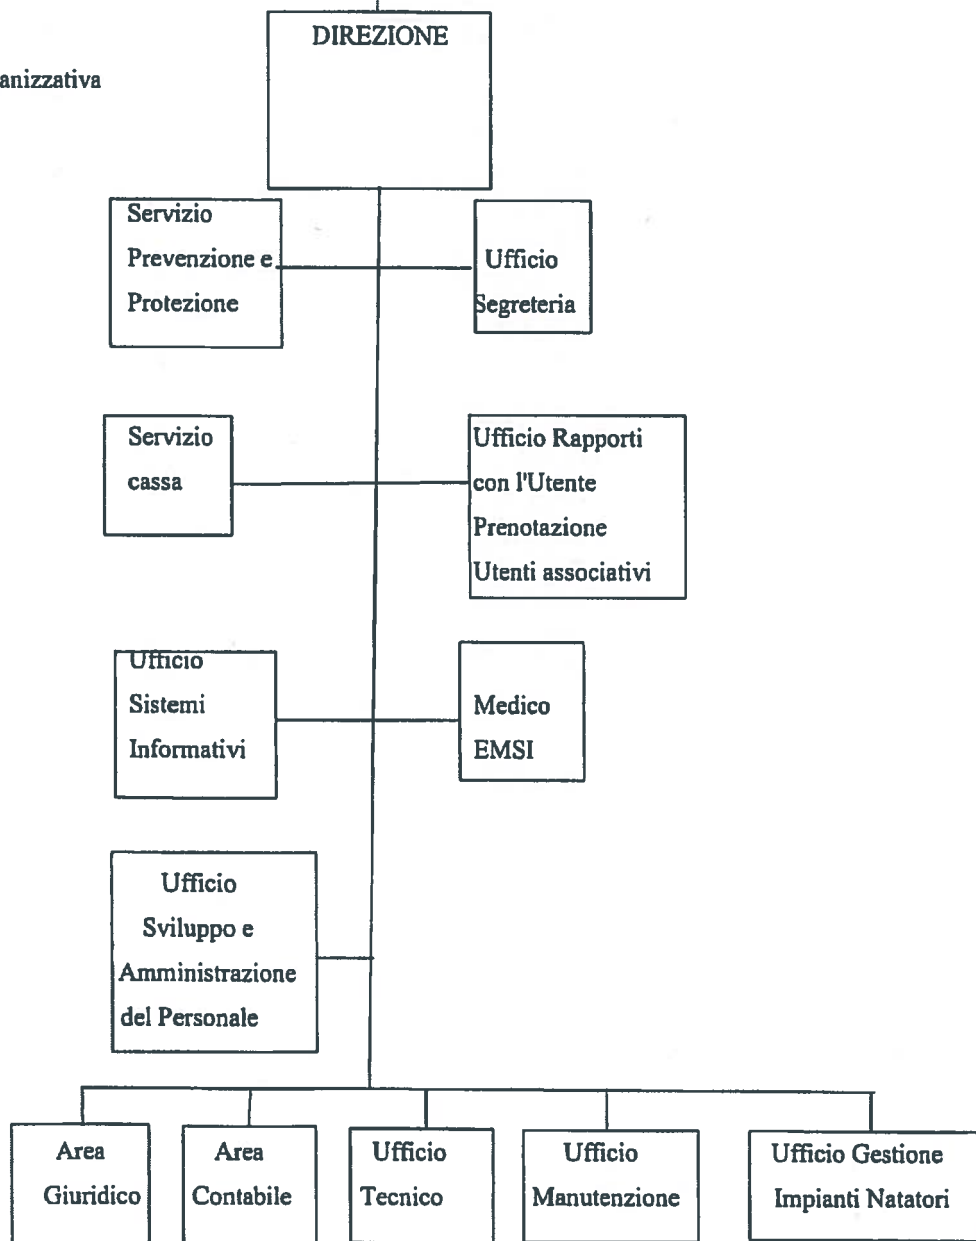 DIREZIONE
anizzativa
Servizio
Prevenzione e
Protezione
Ufficio
Segreteria
Servizio
cassa
Ufficio Rapporti
con l'Utente
Prenotazione
Utenti associativi
Ufficio
Sistemi
Informativi
Medico
EMSI
Ufficio
Sviluppo e
Amministrazione
del Personale
Area
Giuridico
Area
Contabile
Ufficio
Tecnico
Ufficio
Manutenzione
Ufficio Gestione
Impianti Natatori